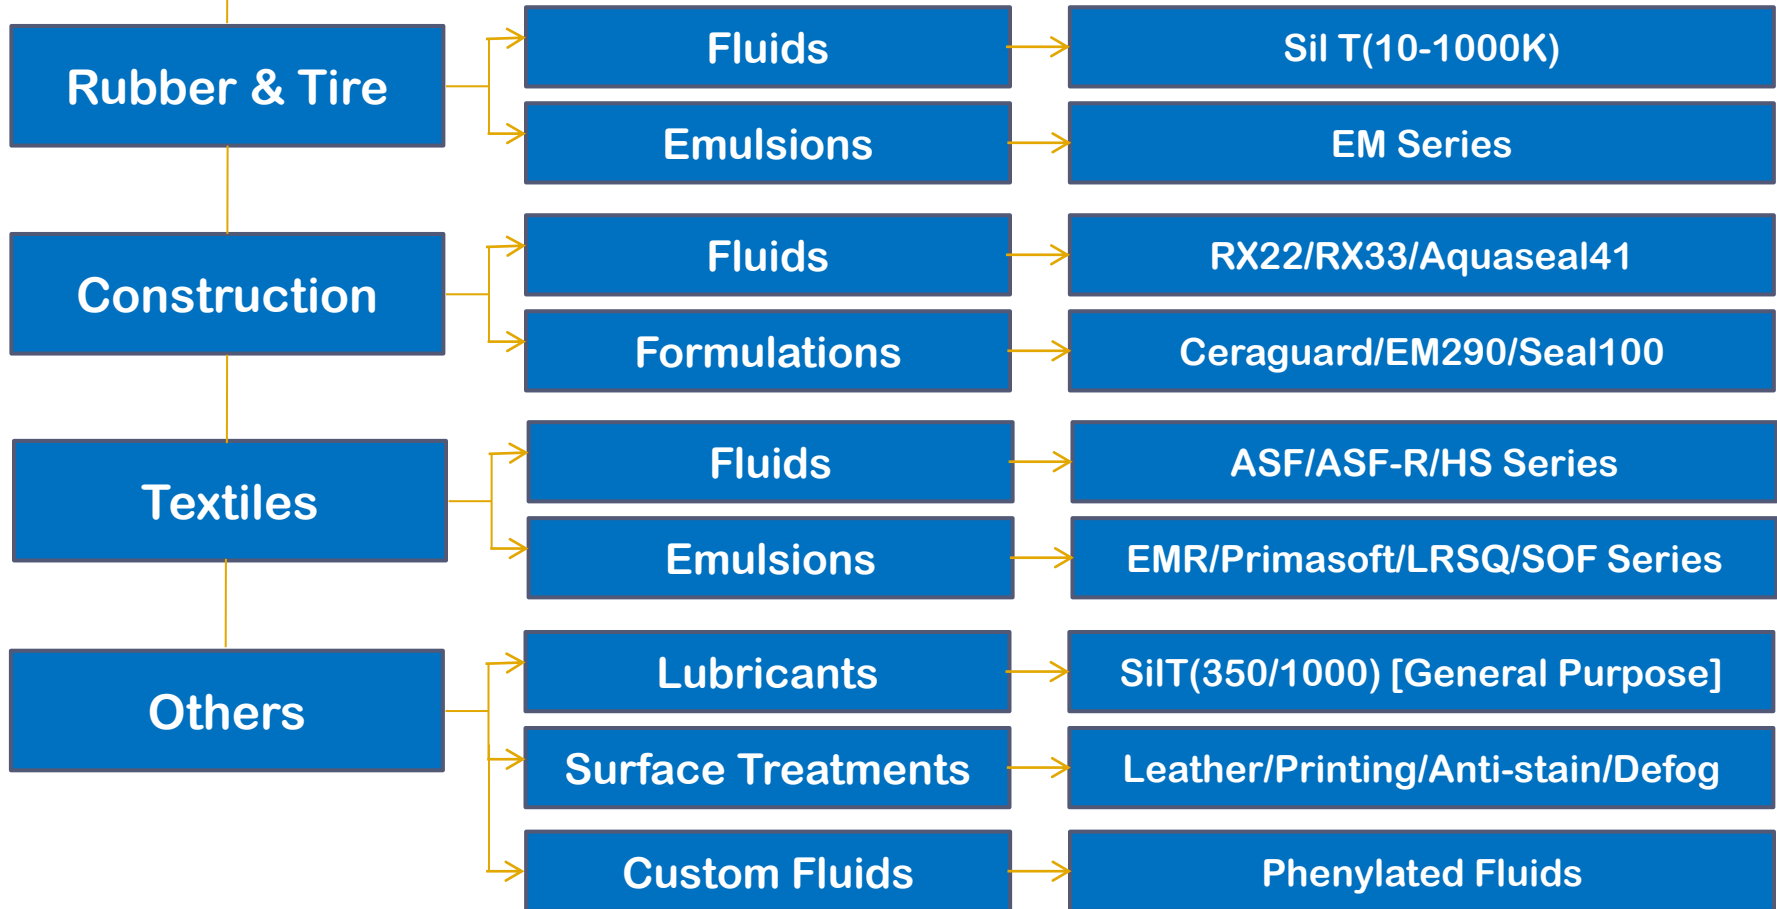 Rubber & Tire
Fluids
Sil T(10-1000K)
Emulsions
EM Series
Construction
Fluids
RX22/RX33/Aquaseal41
Formulations
Ceraguard/EM290/Seal100
Textiles
Fluids
ASF/ASF-R/HS Series
Emulsions
EMR/Primasoft/LRSQ/SOF Series
Others
Lubricants
SilT(350/1000) [General Purpose]
Surface Treatments
Leather/Printing/Anti-stain/Defog
Custom Fluids
Phenylated Fluids